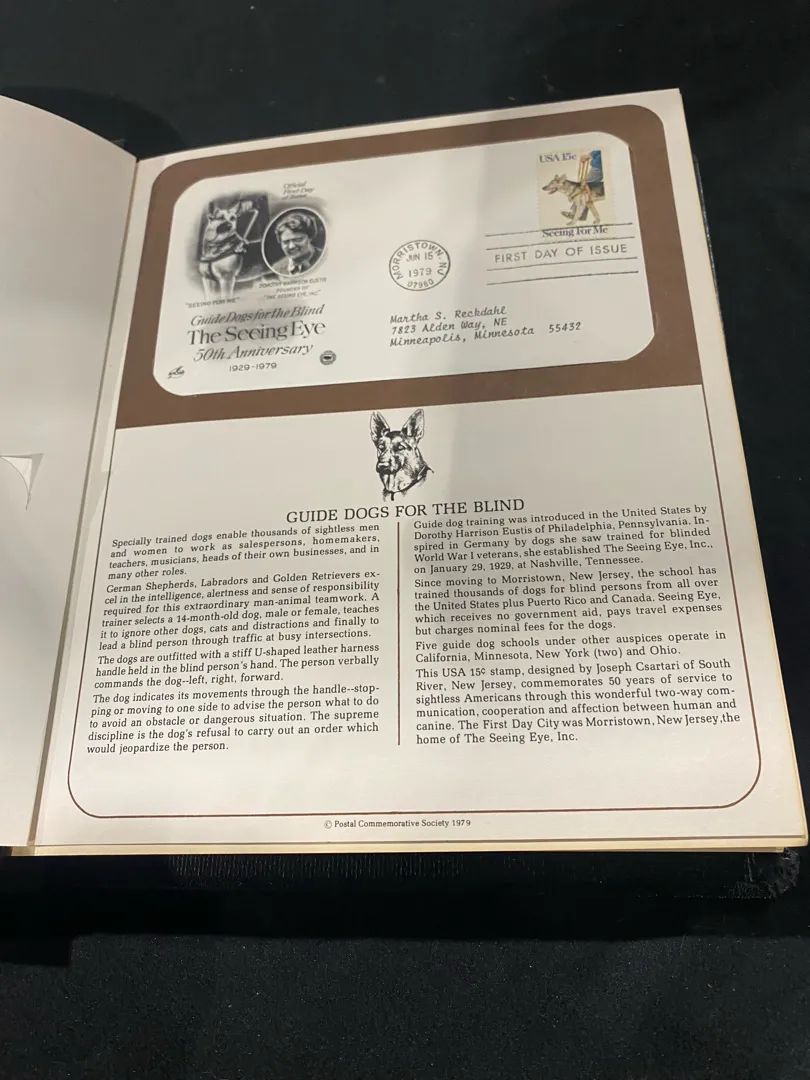 Official
First Day
of Issue
USA 15c
Seeing For Me
FIRST DAY OF ISSUE
MORRISTOWN, NJ
JUN 15
1979
07960
DOROTHY HARRISON EUSTIS
FOUNDER OF
"THE SEEING EYE, INC."
"SEEING FOR ME"
Guide Dogs for the Blind
The Seeing Eye
50th Anniversary
1929-1979
Martha S. Reckdahl
7823 Alden Way, NE
Minneapolis, Minnesota 55432
GUIDE DOGS FOR THE BLIND
Specially trained dogs enable thousands of sightless men
and women to work as salespersons, homemakers,
teachers, musicians, heads of their own businesses, and in
many other roles.
German Shepherds, Labradors and Golden Retrievers ex-
cel in the intelligence, alertness and sense of responsibility
required for this extraordinary man-animal teamwork. A
trainer selects a 14-month-old dog, male or female, teaches
it to ignore other dogs, cats and distractions and finally to
lead a blind person through traffic at busy intersections.
The dogs are outfitted with a stiff U-shaped leather harness
handle held in the blind person's hand. The person verbally
commands the dog--left, right, forward.
The dog indicates its movements through the handle--stop-
ping or moving to one side to advise the person what to do
to avoid an obstacle or dangerous situation. The supreme
discipline is the dog's refusal to carry out an order which
would jeopardize the person.
Guide dog training was introduced in the United States by
Dorothy Harrison Eustis of Philadelphia, Pennsylvania. In-
spired in Germany by dogs she saw trained for blinded
World War I veterans, she established The Seeing Eye, Inc.,
on January 29, 1929, at Nashville, Tennessee.
Since moving to Morristown, New Jersey, the school has
trained thousands of dogs for blind persons from all over
the United States plus Puerto Rico and Canada. Seeing Eye,
which receives no government aid, pays travel expenses
but charges nominal fees for the dogs.
Five guide dog schools under other auspices operate in
California, Minnesota, New York (two) and Ohio.
This USA 15¢ stamp, designed by Joseph Csatari of South
River, New Jersey, commemorates 50 years of service to
sightless Americans through this wonderful two-way com-
munication, cooperation and affection between human and
canine. The First Day City was Morristown, New Jersey,the
home of The Seeing Eye, Inc.
© Postal Commemorative Society 1979